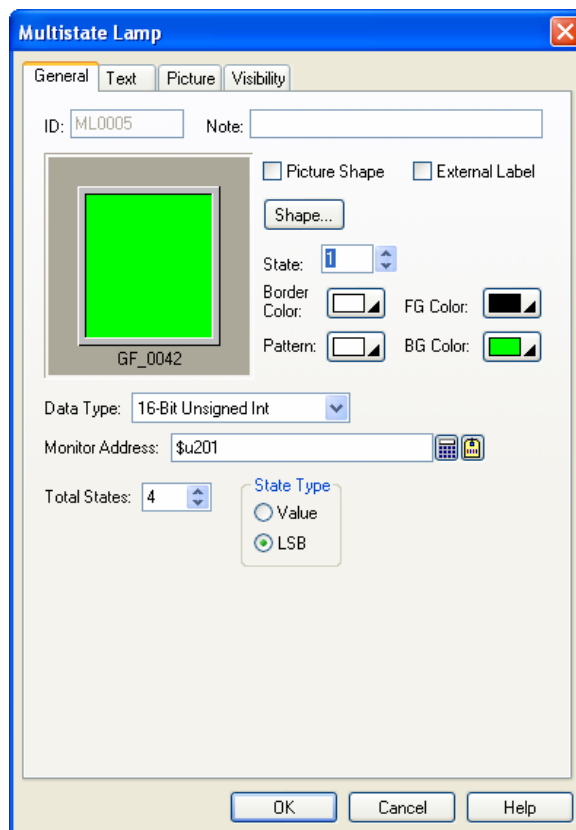 Multistate Lamp
General Text Picture Visibility
ID: ML0005 Note:
Picture Shape External Label
Shape...
State: 1
Border Color: FG Color:
Pattern: BG Color:
GF_0042
Data Type: 16-Bit Unsigned Int
Monitor Address: $u201
Total States: 4 State Type
Value
LSB
OK Cancel Help